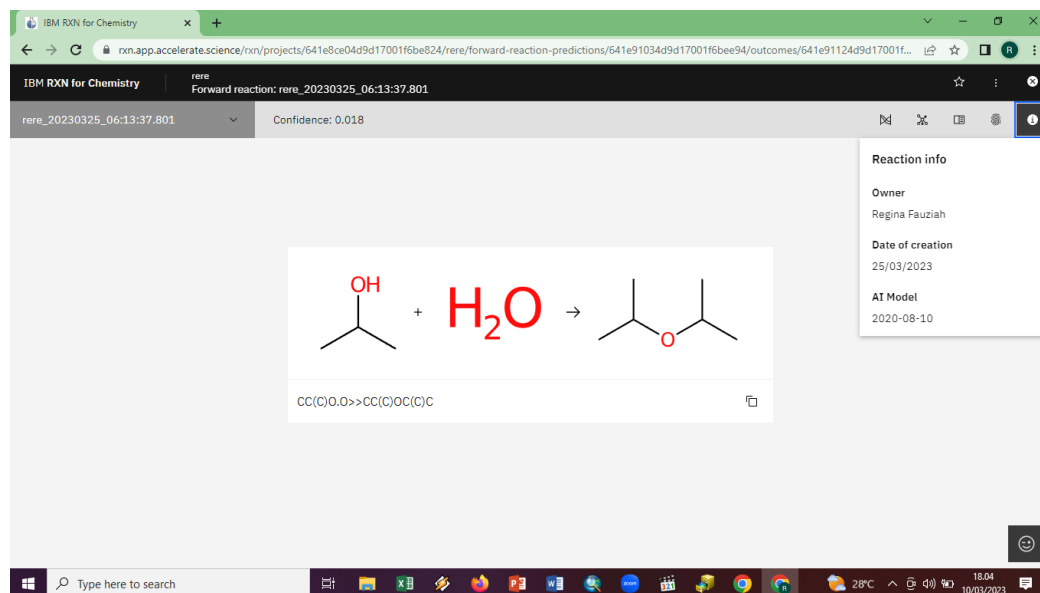 IBM RXN for Chemistry
rxn.app.accelerate.science/rxn/projects/641e8ce04d9d17001f6be824/rere/forward-reaction-predictions/641e91034d9d17001f6bee94/outcomes/641e91124d9d17001f...
R
IBM RXN for Chemistry
rere
Forward reaction: rere_20230325_06:13:37.801
rere_20230325_06:13:37.801
Confidence: 0.018
Reaction info
Owner
Regina Fauziah
Date of creation
25/03/2023
AI Model
2020-08-10
OH
+ H₂O →
O
CC(C)O.O>>CC(C)OC(C)C
Type here to search
zoom
28°C
18.04
10/03/2023